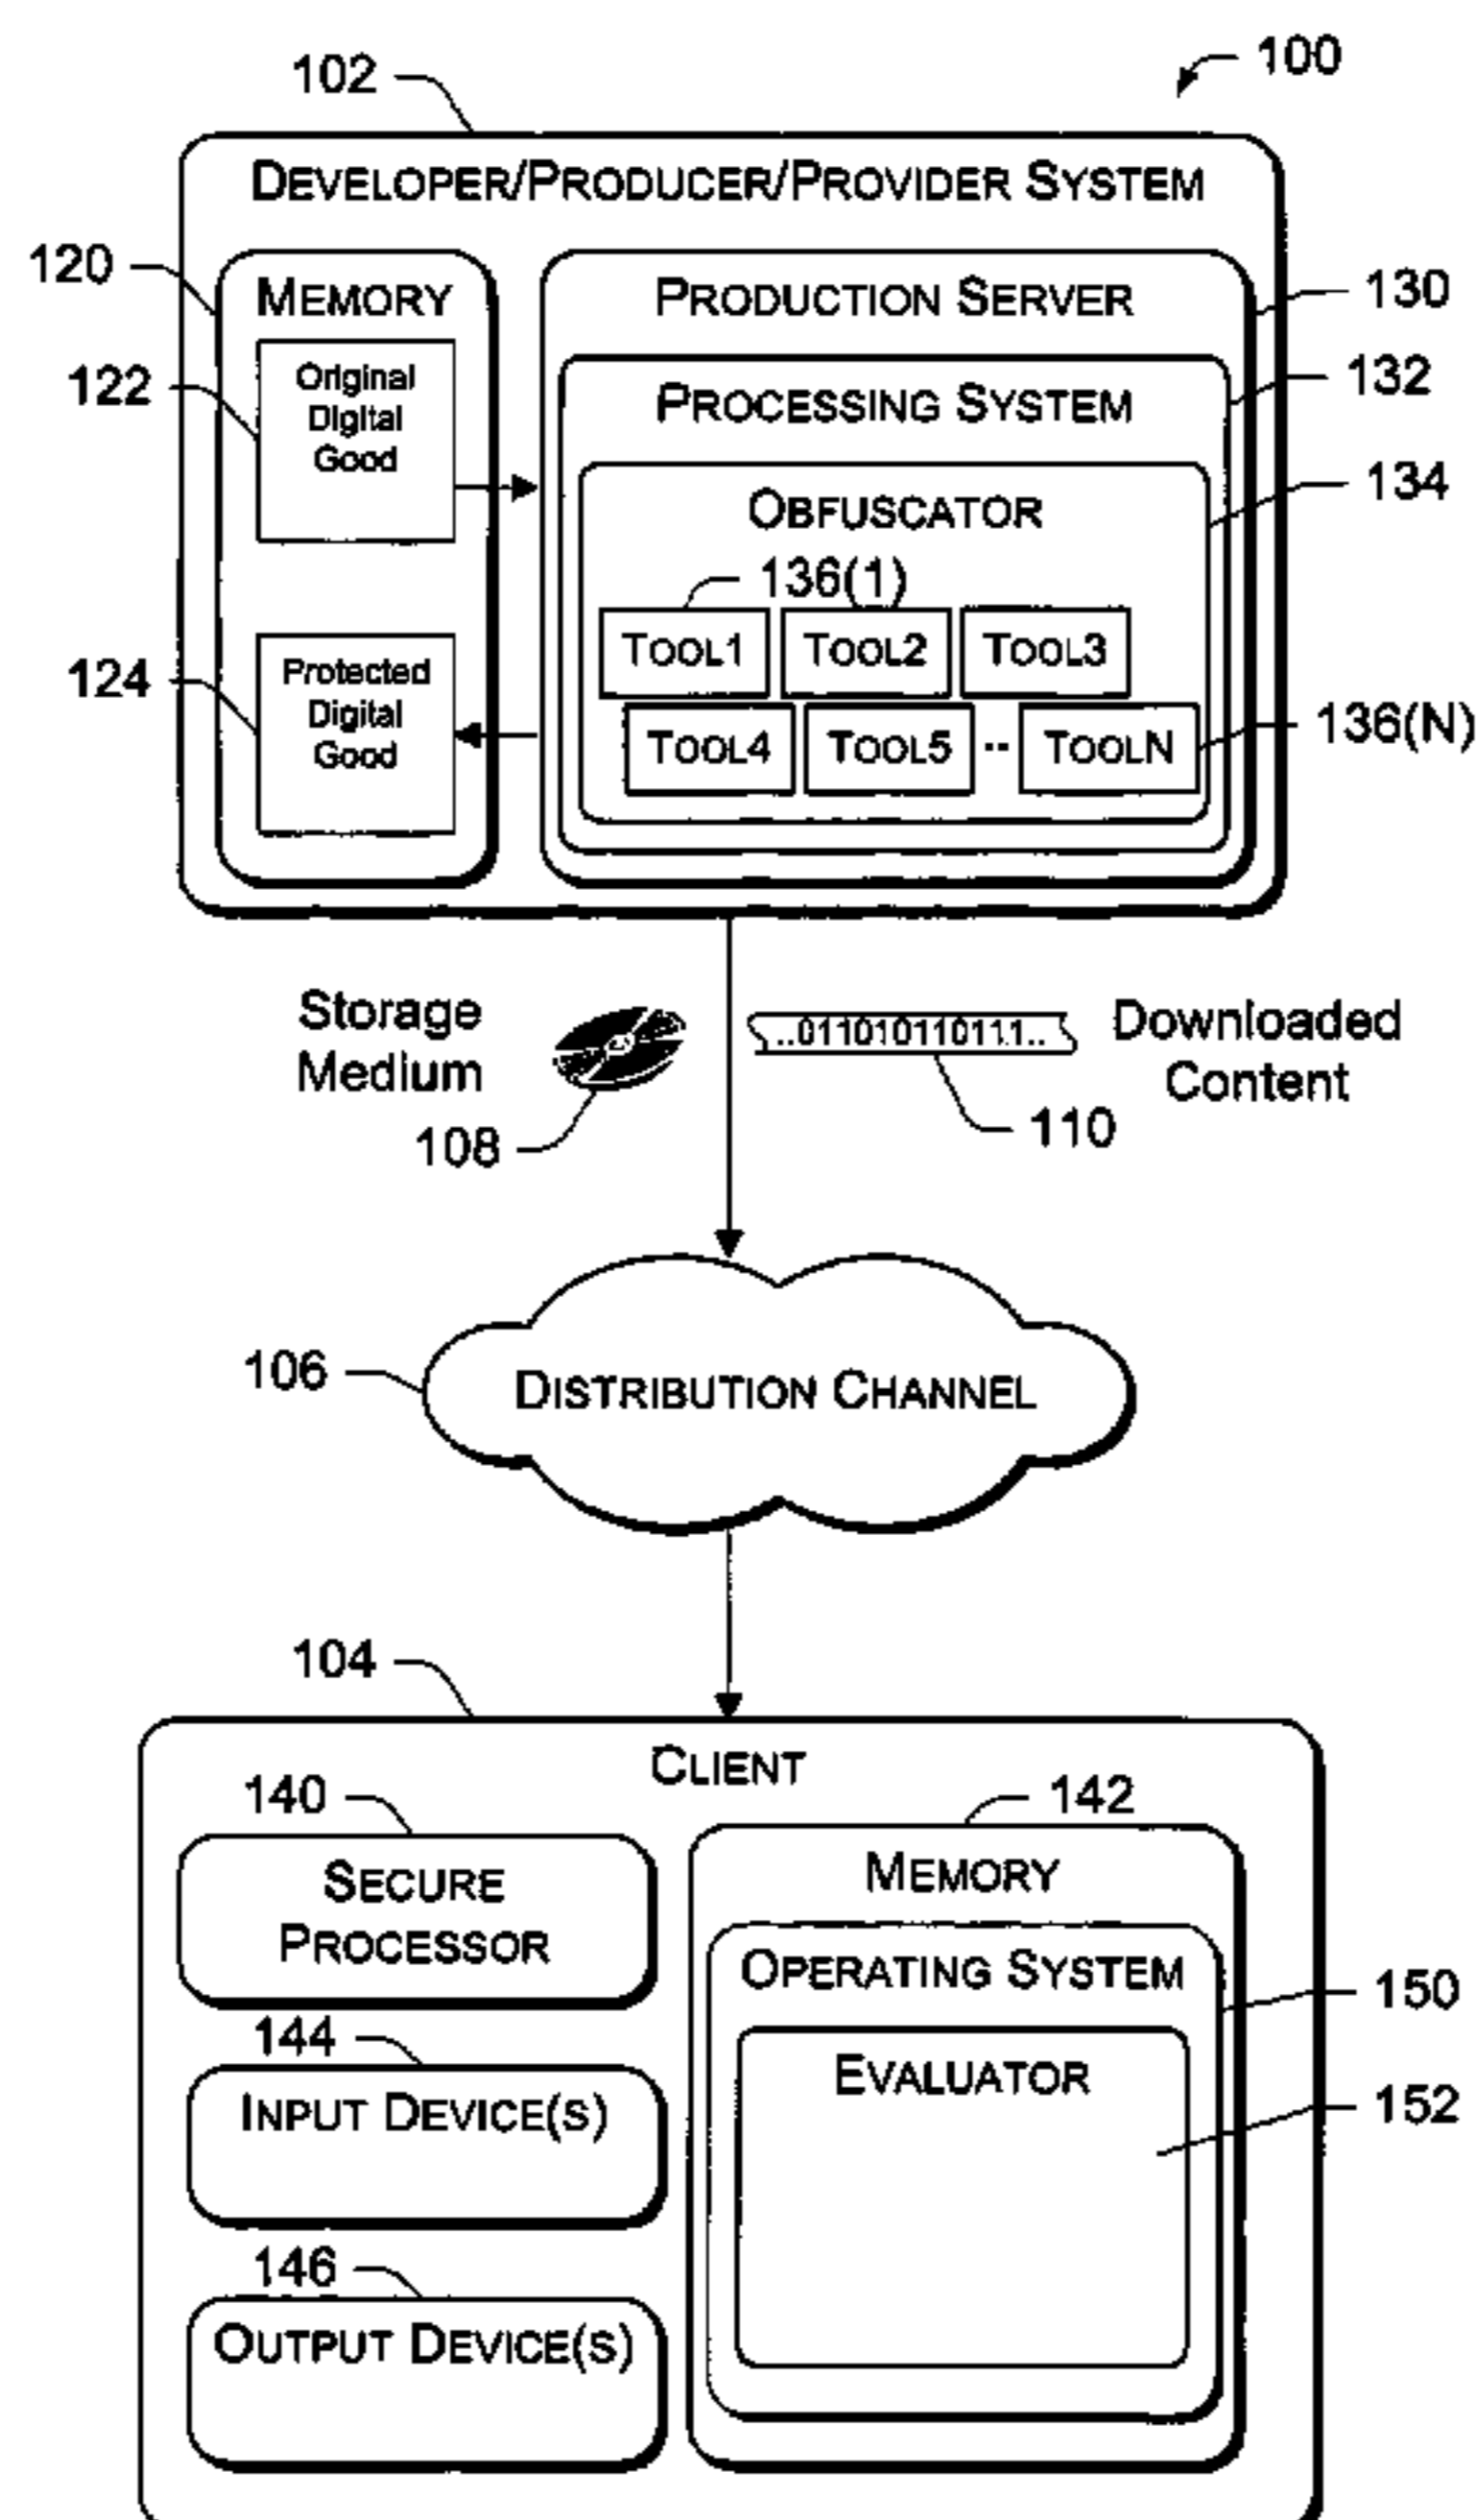 100
102
DEVELOPER/PRODUCER/PROVIDER SYSTEM
120
MEMORY
PRODUCTION SERVER
130
122
Original
Digital
Good
PROCESSING SYSTEM
132
OBFUSCATOR
134
136(1)
TOOL1
TOOL2
TOOL3
124
Protected
Digital
Good
TOOL4
TOOL5
..
TOOLN
136(N)
Storage
Medium
108
..011010110111..
110
Downloaded
Content
106
DISTRIBUTION CHANNEL
104
CLIENT
140
SECURE
PROCESSOR
142
MEMORY
OPERATING SYSTEM
150
144
INPUT DEVICE(S)
EVALUATOR
152
146
OUTPUT DEVICE(S)